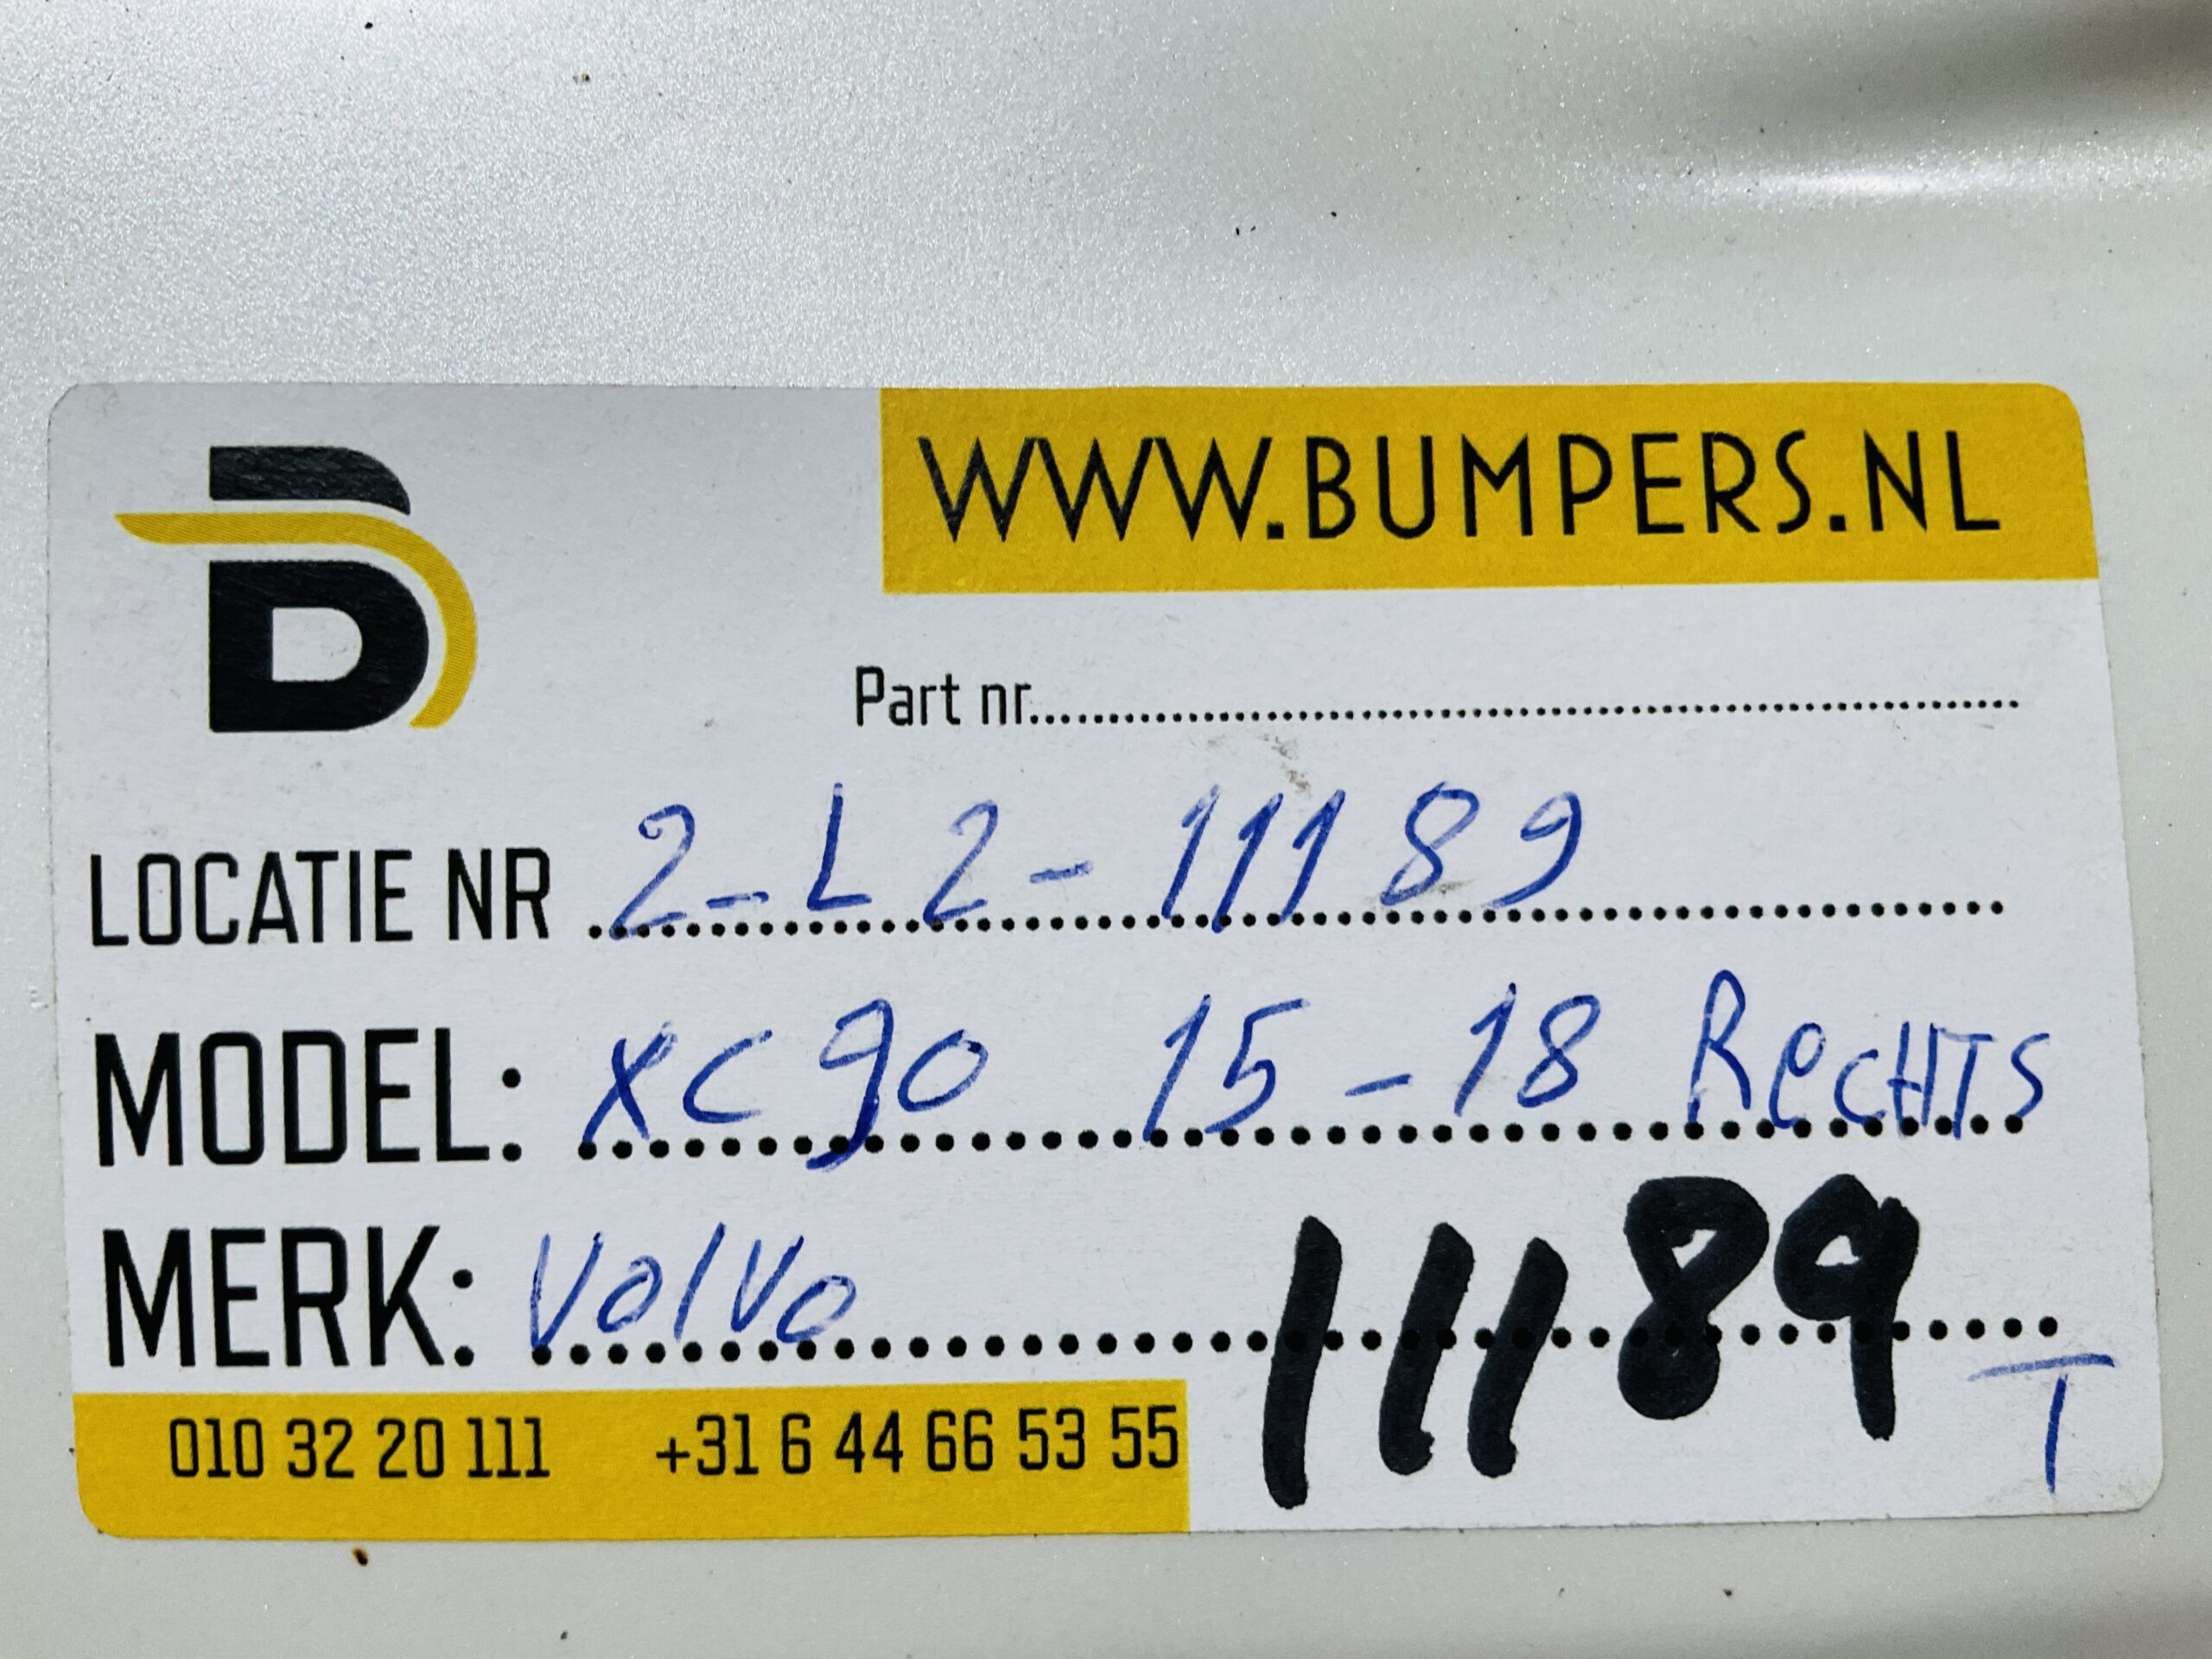 B
WWW.BUMPERS.NL
Part nr.....................
LOCATIE NR 2-L2-11189
MODEL: XC90 15-18 RecHTS
MERK: Volvo
11189
T
010 32 20 111 +31 6 44 66 53 55